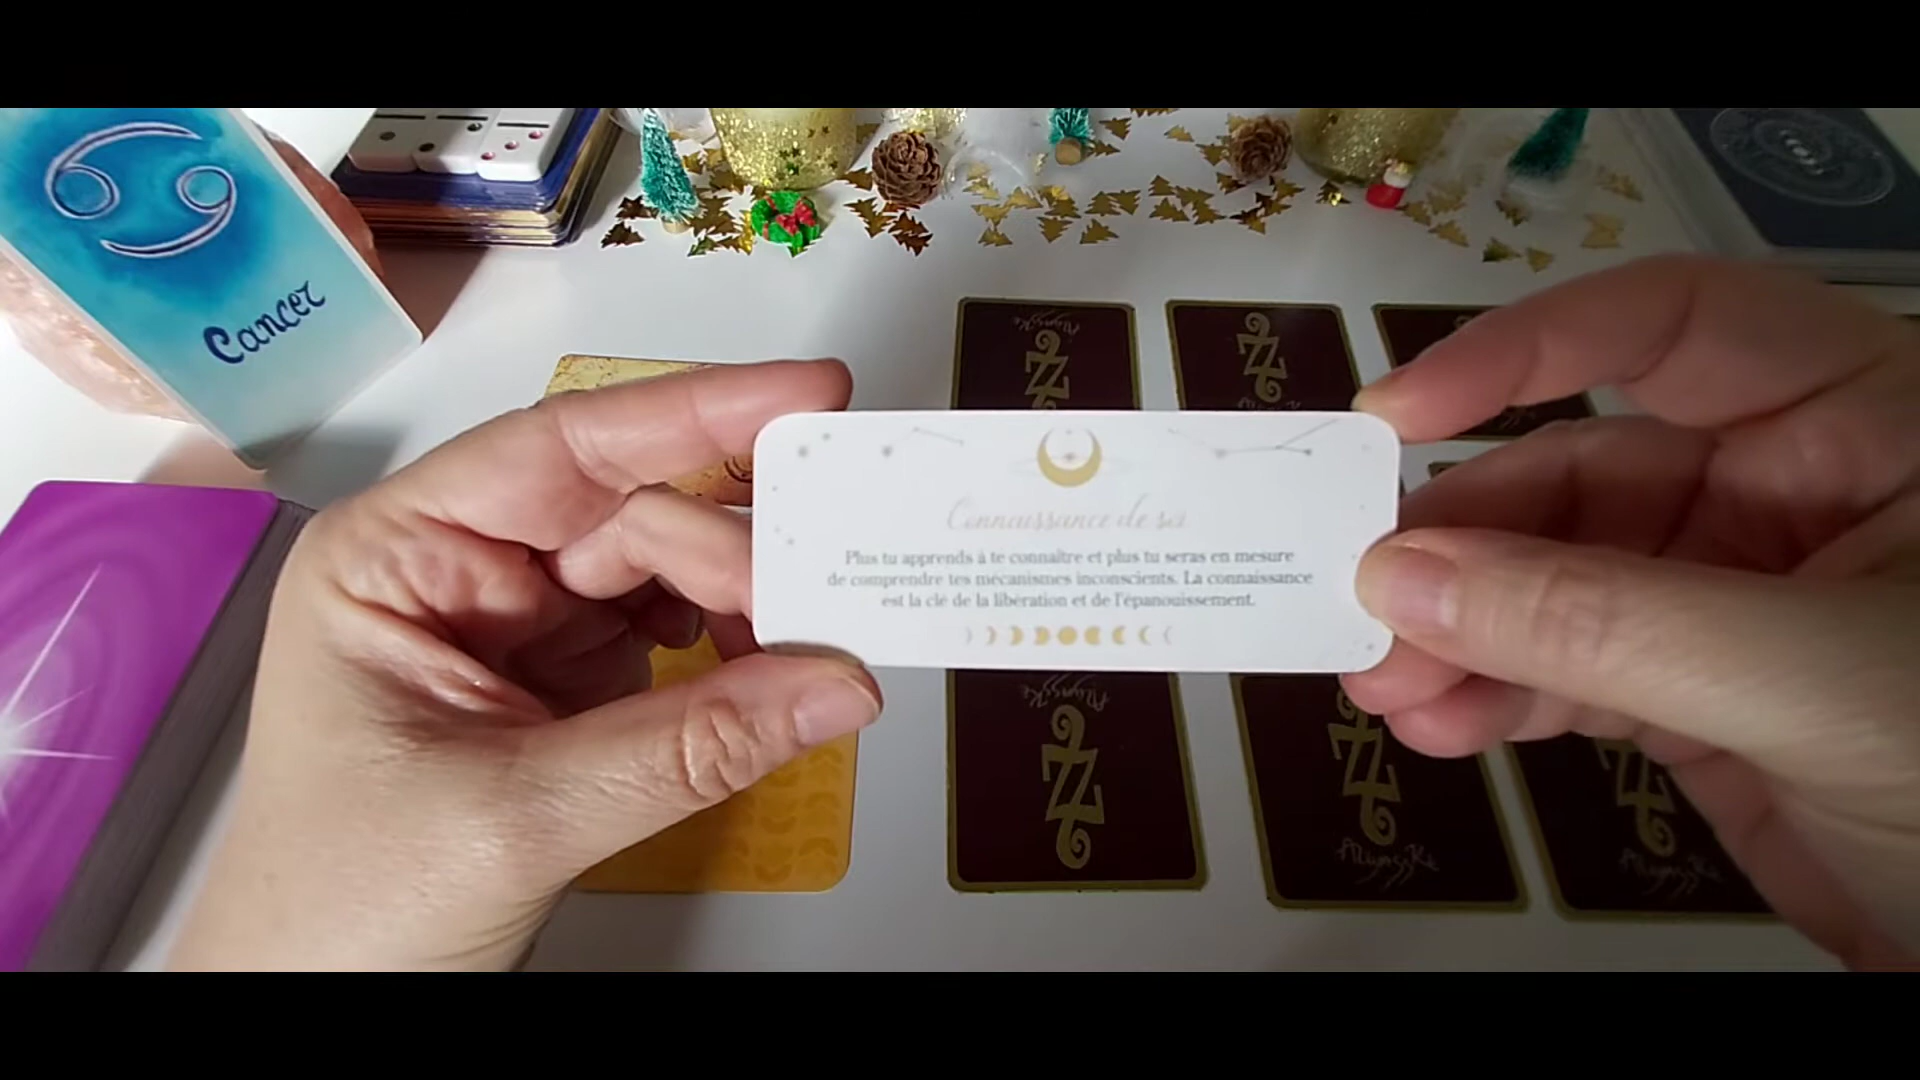 Cancer
Connaissance de soi
Plus tu apprends à te connaître et plus tu seras en mesure
de comprendre tes mécanismes inconscients. La connaissance
est la clé de la libération et de l'épanouissement.